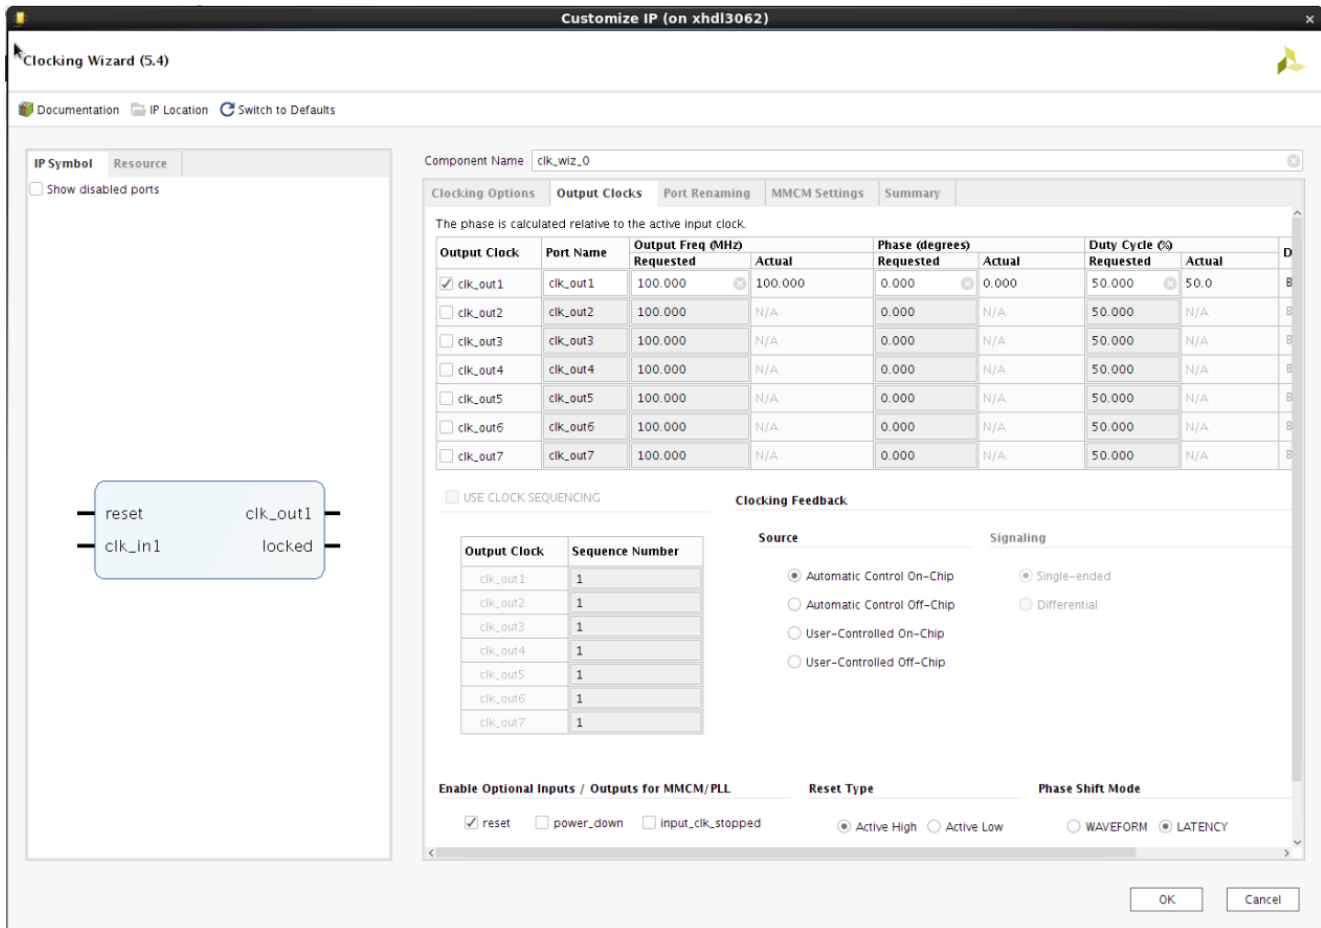 Customize IP (on xhdl3062)
Clocking Wizard (5.4)
Documentation IP Location Switch to Defaults
IP Symbol Resource
Show disabled ports
reset clk_out1
clk_in1 locked
Component Name clk_wiz_0
Clocking Options Output Clocks Port Renaming MMCM Settings Summary
The phase is calculated relative to the active input clock.
Output Clock Port Name Output Freq (MHz) Phase (degrees) Duty Cycle (%) D
Requested Actual Requested Actual Requested Actual
clk_out1 clk_out1 100.000 100.000 0.000 0.000 50.000 50.0 B
clk_out2 clk_out2 100.000 N/A 0.000 N/A 50.000 N/A B
clk_out3 clk_out3 100.000 N/A 0.000 N/A 50.000 N/A B
clk_out4 clk_out4 100.000 N/A 0.000 N/A 50.000 N/A B
clk_out5 clk_out5 100.000 N/A 0.000 N/A 50.000 N/A B
clk_out6 clk_out6 100.000 N/A 0.000 N/A 50.000 N/A B
clk_out7 clk_out7 100.000 N/A 0.000 N/A 50.000 N/A B
USE CLOCK SEQUENCING
Output Clock Sequence Number
clk_out1 1
clk_out2 1
clk_out3 1
clk_out4 1
clk_out5 1
clk_out6 1
clk_out7 1
Clocking Feedback
Source Signaling
Automatic Control On-Chip Single-ended
Automatic Control Off-Chip Differential
User-Controlled On-Chip
User-Controlled Off-Chip
Enable Optional Inputs / Outputs for MMCM/PLL Reset Type Phase Shift Mode
reset power_down input_clk_stopped Active High Active Low WAVEFORM LATENCY
OK Cancel